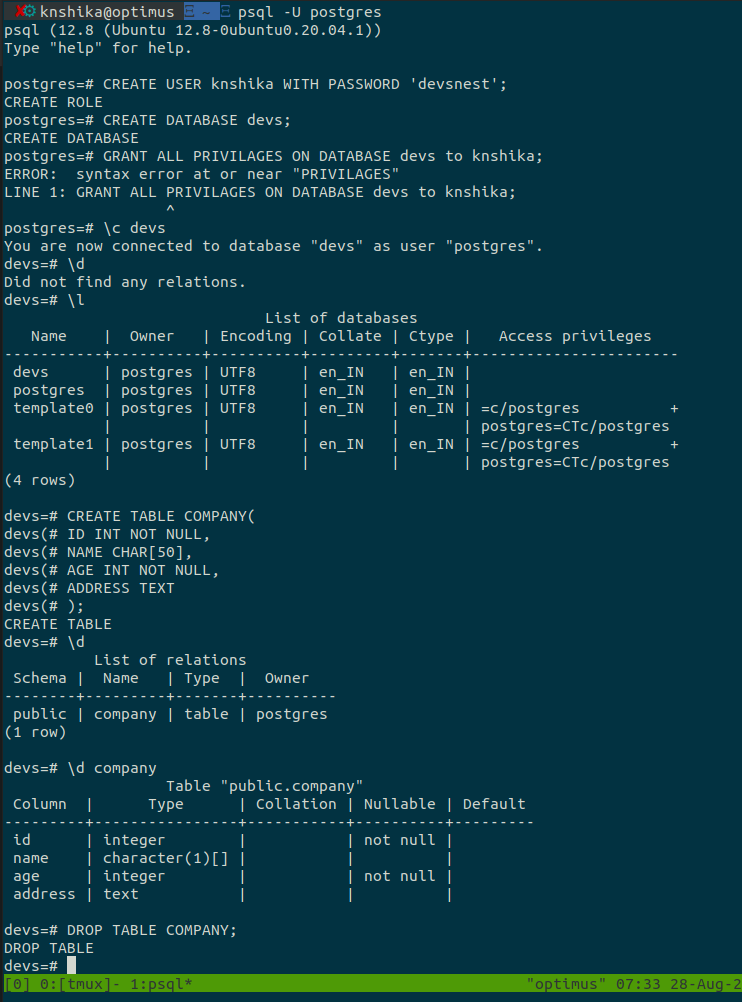 knshika@optimus ~ psql -U postgres
psql (12.8 (Ubuntu 12.8-0ubuntu0.20.04.1))
Type "help" for help.

postgres=# CREATE USER knshika WITH PASSWORD 'devsnest';
CREATE ROLE
postgres=# CREATE DATABASE devs;
CREATE DATABASE
postgres=# GRANT ALL PRIVILAGES ON DATABASE devs to knshika;
ERROR:  syntax error at or near "PRIVILAGES"
LINE 1: GRANT ALL PRIVILAGES ON DATABASE devs to knshika;
                  ^
postgres=# \c devs
You are now connected to database "devs" as user "postgres".
devs=# \d
Did not find any relations.
devs=# \l
                             List of databases
   Name    |  Owner   | Encoding | Collate | Ctype |   Access privileges
-----------+----------+----------+---------+-------+-----------------------
 devs      | postgres | UTF8     | en_IN   | en_IN |
 postgres  | postgres | UTF8     | en_IN   | en_IN |
 template0 | postgres | UTF8     | en_IN   | en_IN | =c/postgres          +
           |          |          |         |       | postgres=CTc/postgres
 template1 | postgres | UTF8     | en_IN   | en_IN | =c/postgres          +
           |          |          |         |       | postgres=CTc/postgres
(4 rows)

devs=# CREATE TABLE COMPANY(
devs(# ID INT NOT NULL,
devs(# NAME CHAR[50],
devs(# AGE INT NOT NULL,
devs(# ADDRESS TEXT
devs(# );
CREATE TABLE
devs=# \d
          List of relations
 Schema |  Name   | Type  |  Owner
--------+---------+-------+----------
 public | company | table | postgres
(1 row)

devs=# \d company
                  Table "public.company"
 Column  |      Type      | Collation | Nullable | Default
---------+----------------+-----------+----------+---------
 id      | integer        |           | not null |
 name    | character(1)[] |           |          |
 age     | integer        |           | not null |
 address | text           |           |          |

devs=# DROP TABLE COMPANY;
DROP TABLE
devs=#
[0] 0:[tmux]- 1:psql* "optimus" 07:33 28-Aug-2